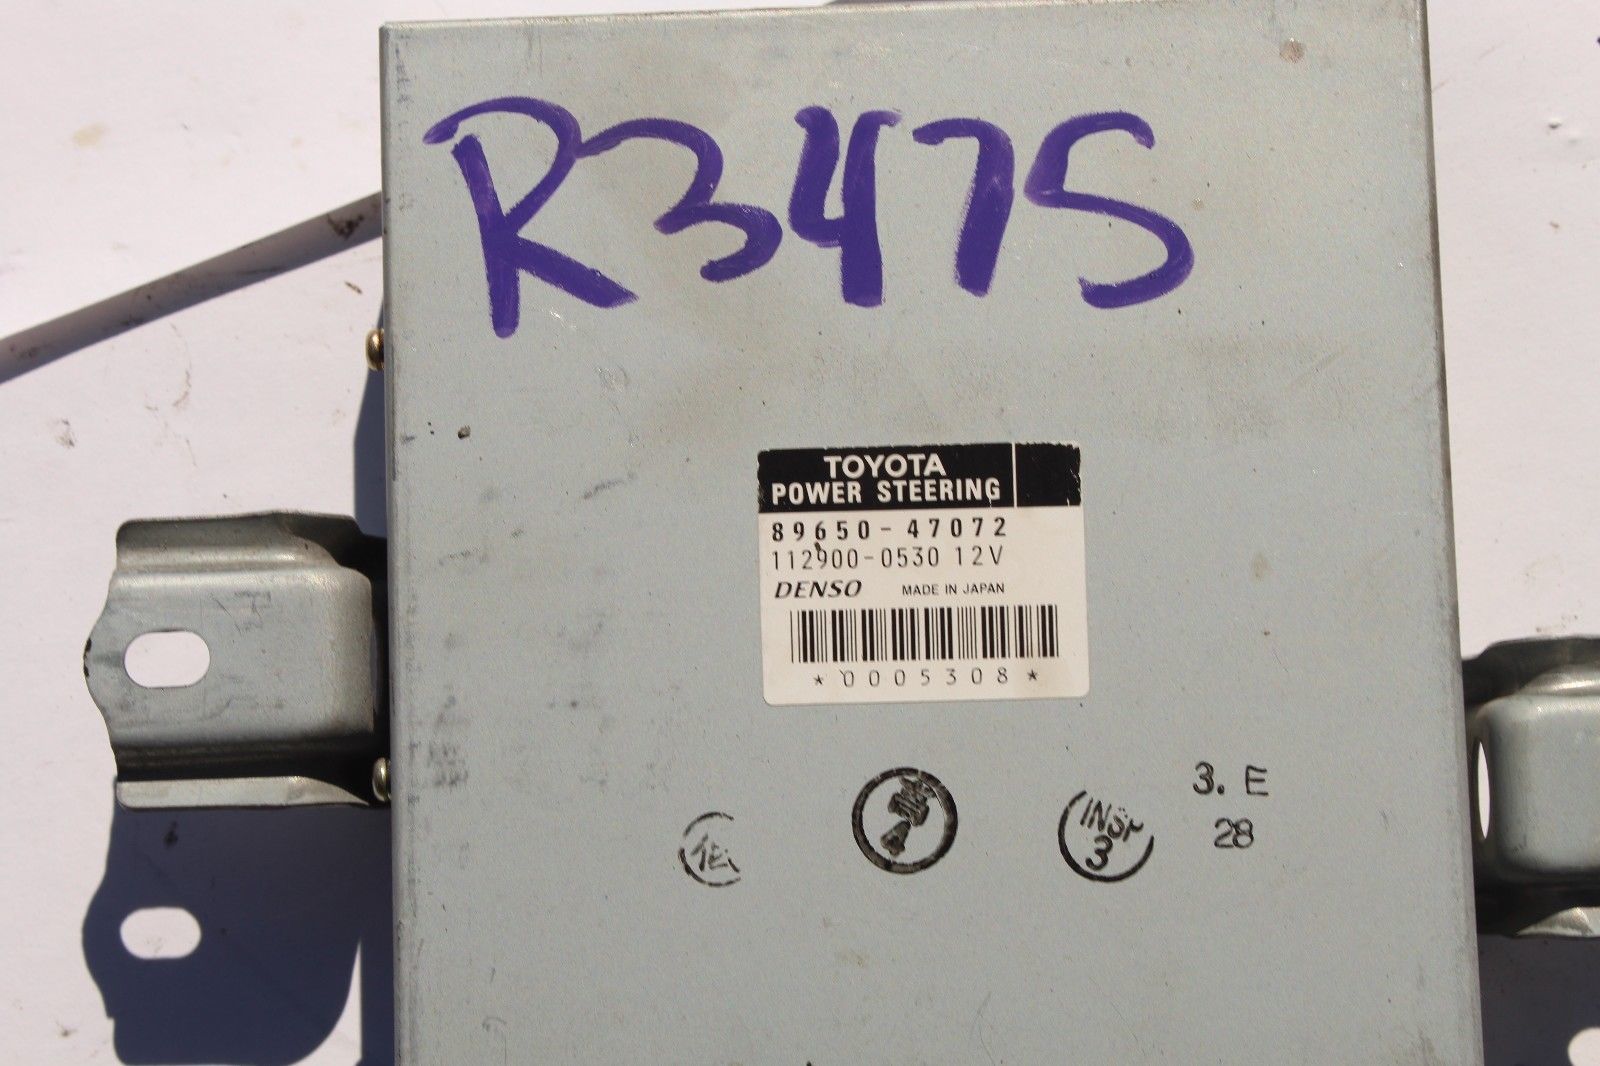 R3475
TOYOTA
POWER STEERING
89650-47072
112900-0530 12V
DENSO MADE IN JAPAN
*0005308*
3. E
INSP
28
3